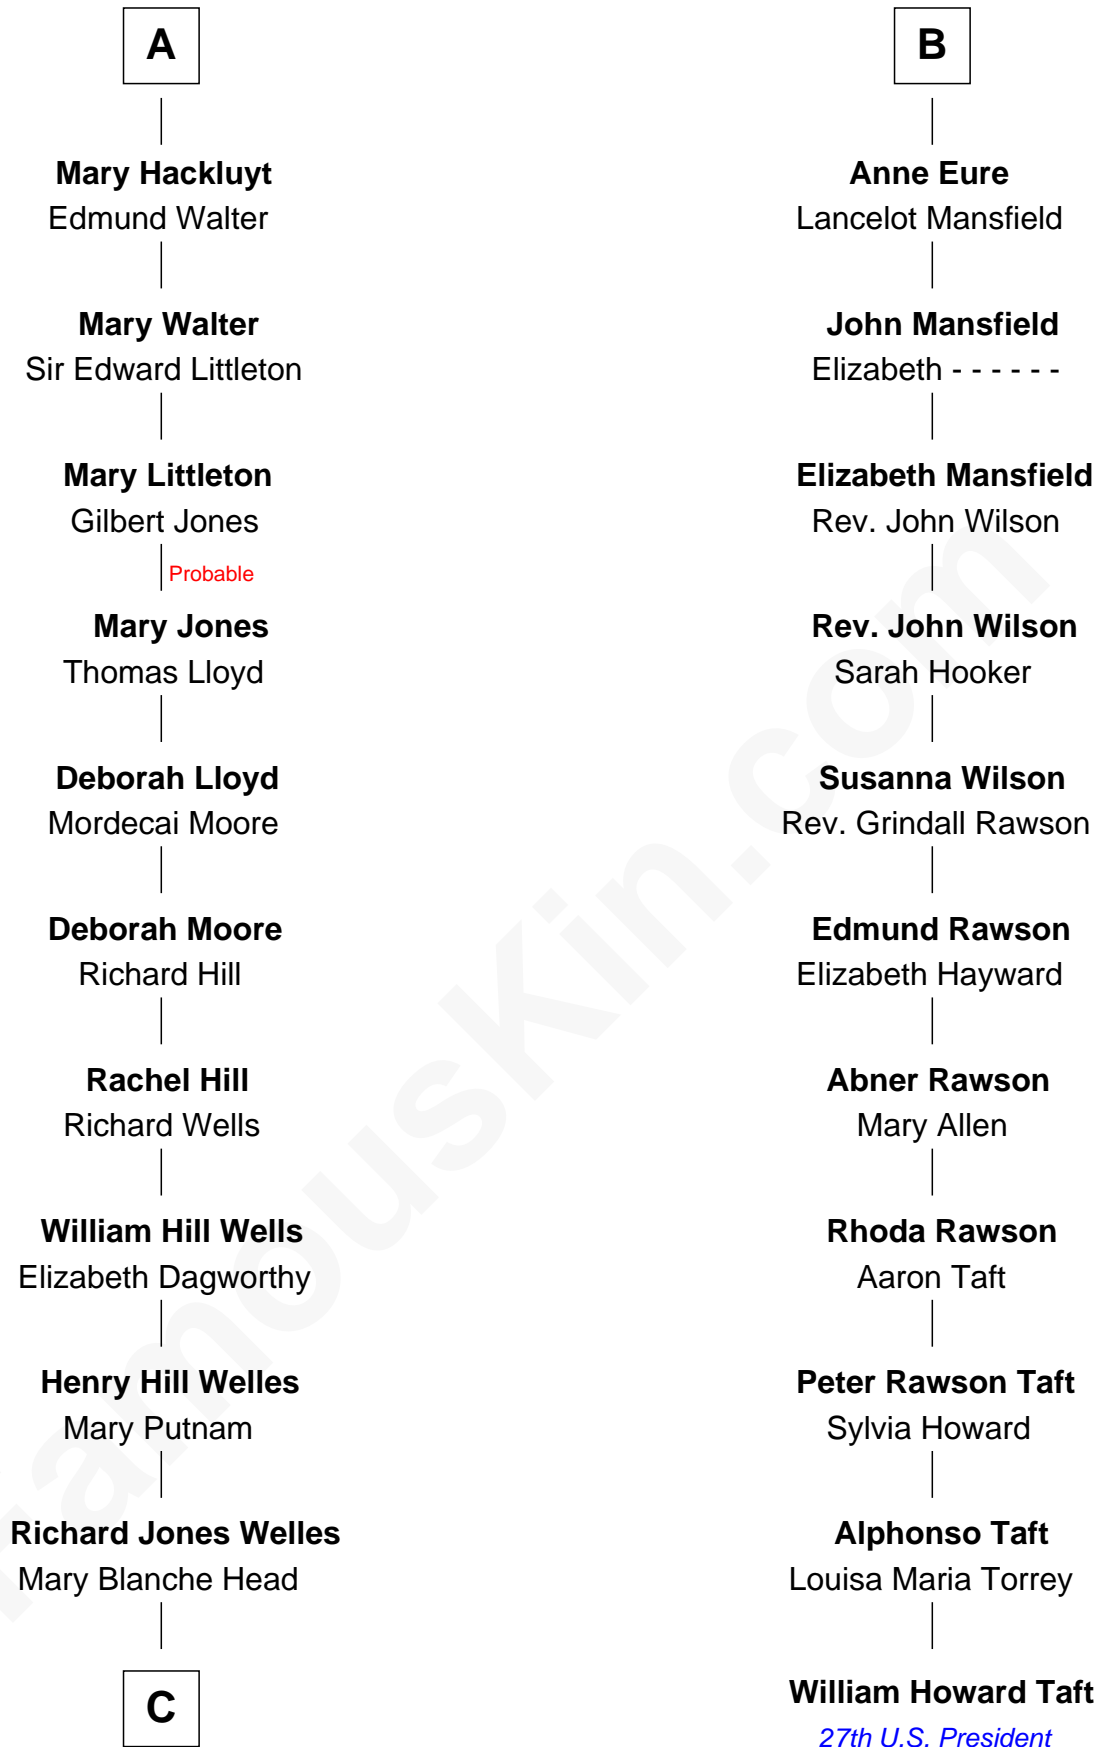 A
Mary Hackluyt
Edmund Walter
Mary Walter
Sir Edward Littleton
Mary Littleton
Gilbert Jones
Probable
Mary Jones
Thomas Lloyd
Deborah Lloyd
Mordecai Moore
Deborah Moore
Richard Hill
Rachel Hill
Richard Wells
William Hill Wells
Elizabeth Dagworthy
Henry Hill Welles
Mary Putnam
Richard Jones Welles
Mary Blanche Head
C
B
Anne Eure
Lancelot Mansfield
John Mansfield
Elizabeth - - - - - -
Elizabeth Mansfield
Rev. John Wilson
Rev. John Wilson
Sarah Hooker
Susanna Wilson
Rev. Grindall Rawson
Edmund Rawson
Elizabeth Hayward
Abner Rawson
Mary Allen
Rhoda Rawson
Aaron Taft
Peter Rawson Taft
Sylvia Howard
Alphonso Taft
Louisa Maria Torrey
William Howard Taft
27th U.S. President
FamousKin.com